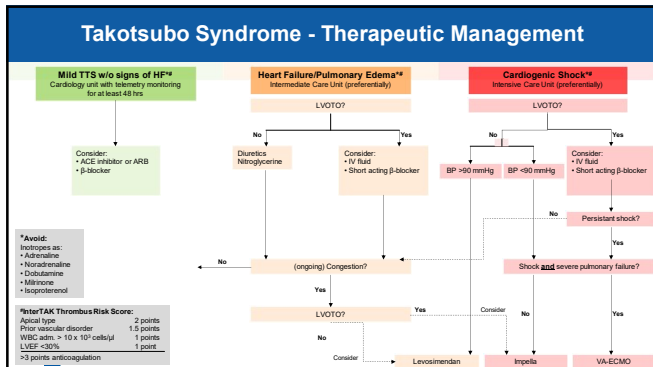 Takotsubo Syndrome - Therapeutic Management
Mild TTS w/o signs of HF*#
Cardiology unit with telemetry monitoring
for at least 48 hrs
Heart Failure/Pulmonary Edema*#
Intermediate Care Unit (preferentially)
Cardiogenic Shock*#
Intensive Care Unit (preferentially)
LVOTO?
LVOTO?
No
Yes
No
Yes
Consider:
• ACE inhibitor or ARB
• β-blocker
Diuretics
Nitroglycerine
Consider:
• IV fluid
• Short acting β-blocker
BP >90 mmHg
BP <90 mmHg
Consider:
• IV fluid
• Short acting β-blocker
No
Persistant shock?
Yes
*Avoid:
Inotropes as:
• Adrenaline
• Noradrenaline
• Dobutamine
• Milrinone
• Isoproterenol
No
(ongoing) Congestion?
Shock and severe pulmonary failure?
Yes
#InterTAK Thrombus Risk Score:
Apical type 2 points
Prior vascular disorder 1.5 points
WBC adm. > 10 x 10³ cells/µl 1 points
LVEF <30% 1 point
>3 points anticoagulation
LVOTO?
Yes
Consider
No
Yes
No
Consider
Levosimendan
Impella
VA-ECMO